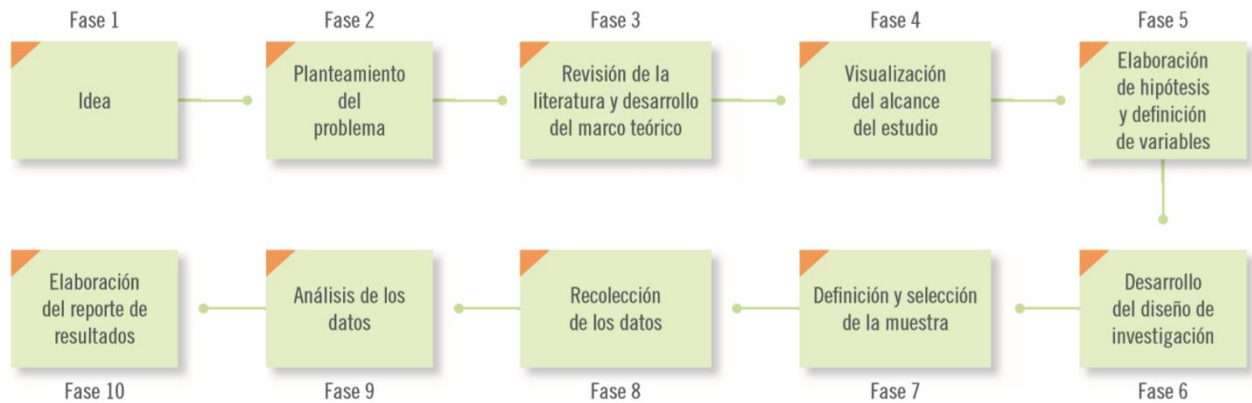 Fase 1
Idea
Fase 2
Planteamiento
del
problema
Fase 3
Revisión de la
literatura y desarrollo
del marco teórico
Fase 4
Visualización
del alcance
del estudio
Fase 5
Elaboración
de hipótesis
y definición
de variables
Desarrollo
del diseño de
investigación
Fase 6
Definición y selección
de la muestra
Fase 7
Recolección
de los datos
Fase 8
Análisis de los
datos
Fase 9
Elaboración
del reporte de
resultados
Fase 10